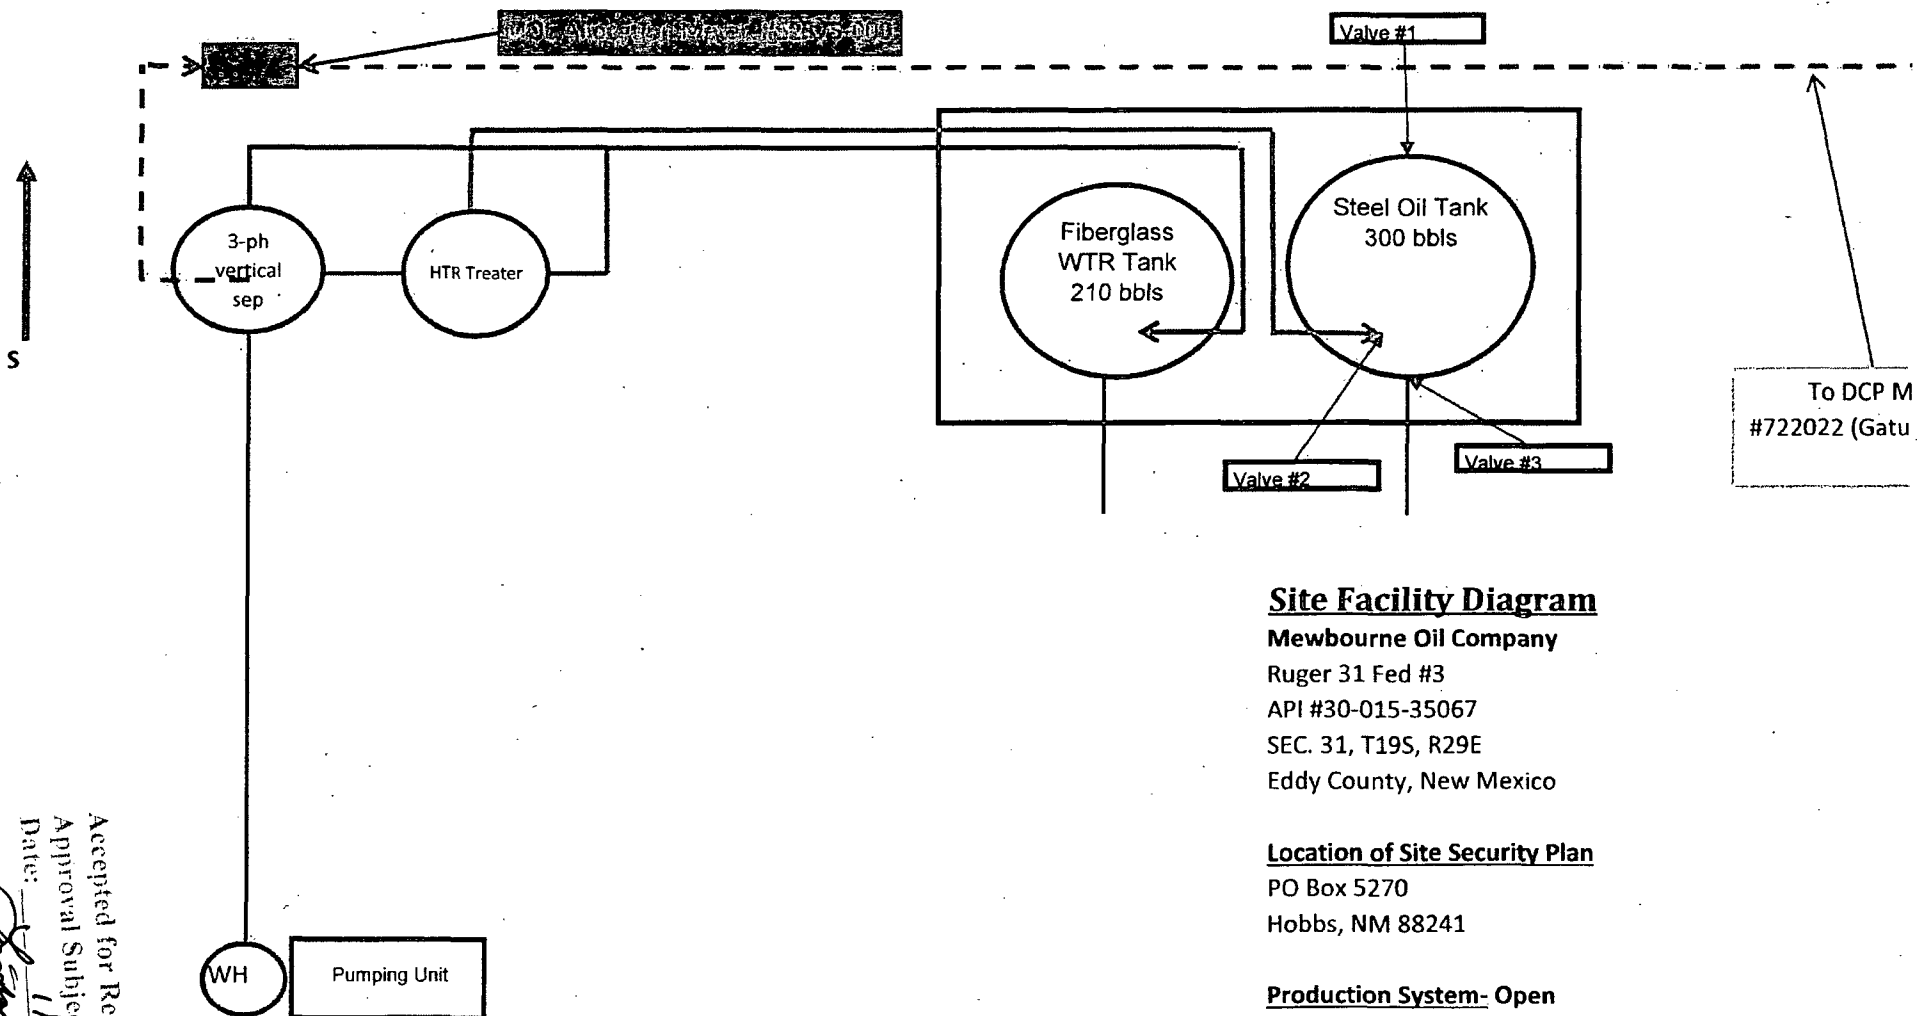 MOC Allocation Meter
Valve #1
3-ph
vertical
sep
HTR Treater
Fiberglass
WTR Tank
210 bbls
Steel Oil Tank
300 bbls
S
To DCP M
#722022 (Gatu
Valve #2
Valve #3
Site Facility Diagram
Mewbourne Oil Company
Ruger 31 Fed #3
API #30-015-35067
SEC. 31, T19S, R29E
Eddy County, New Mexico
Location of Site Security Plan
PO Box 5270
Hobbs, NM 88241
Production System- Open
WH
Pumping Unit
Accepted for Re
Approval Subje
Date: